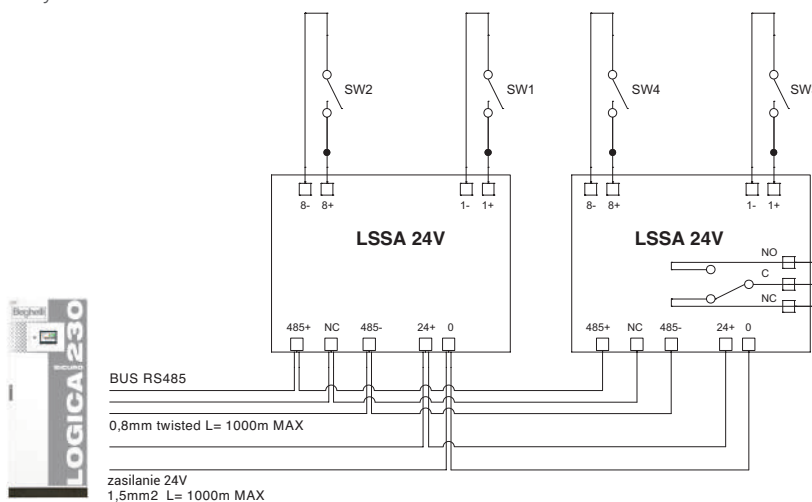 SW2
SW1
SW4
SW
8- 8+
1- 1+
8- 8+
1- 1+
LSSA 24V
LSSA 24V
NO
C
NC
485+ NC 485- 24+ 0
485+ NC 485- 24+ 0
Beghelli
LOGICA 230
BUS RS485
0,8mm twisted L= 1000m MAX
zasilanie 24V
1,5mm2 L= 1000m MAX